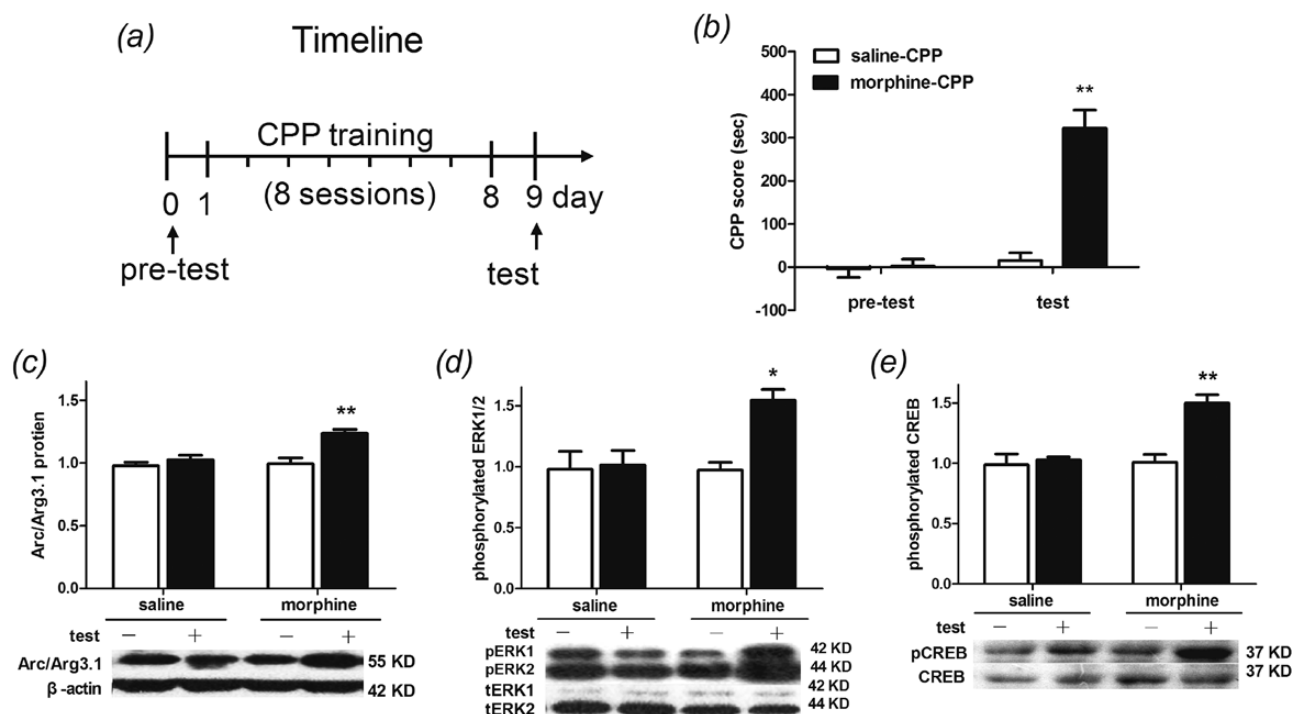 (a) Timeline
CPP training
(8 sessions)
0 1 8 9 day
pre-test test
(b)
CPP score (sec)
500
400
300
200
100
0
-100
saline-CPP
morphine-CPP
**
pre-test test
(c)
Arc/Arg3.1 protien
1.5
1.0
0.5
0.0
**
saline morphine
test − + − +
Arc/Arg3.1 55 KD
β-actin 42 KD
(d)
phosphorylated ERK1/2
1.5
1.0
0.5
0.0
*
saline morphine
test − + − +
pERK1 42 KD
pERK2 44 KD
tERK1 42 KD
tERK2 44 KD
(e)
phosphorylated CREB
1.5
1.0
0.5
0.0
**
saline morphine
test − + − +
pCREB 37 KD
CREB 37 KD